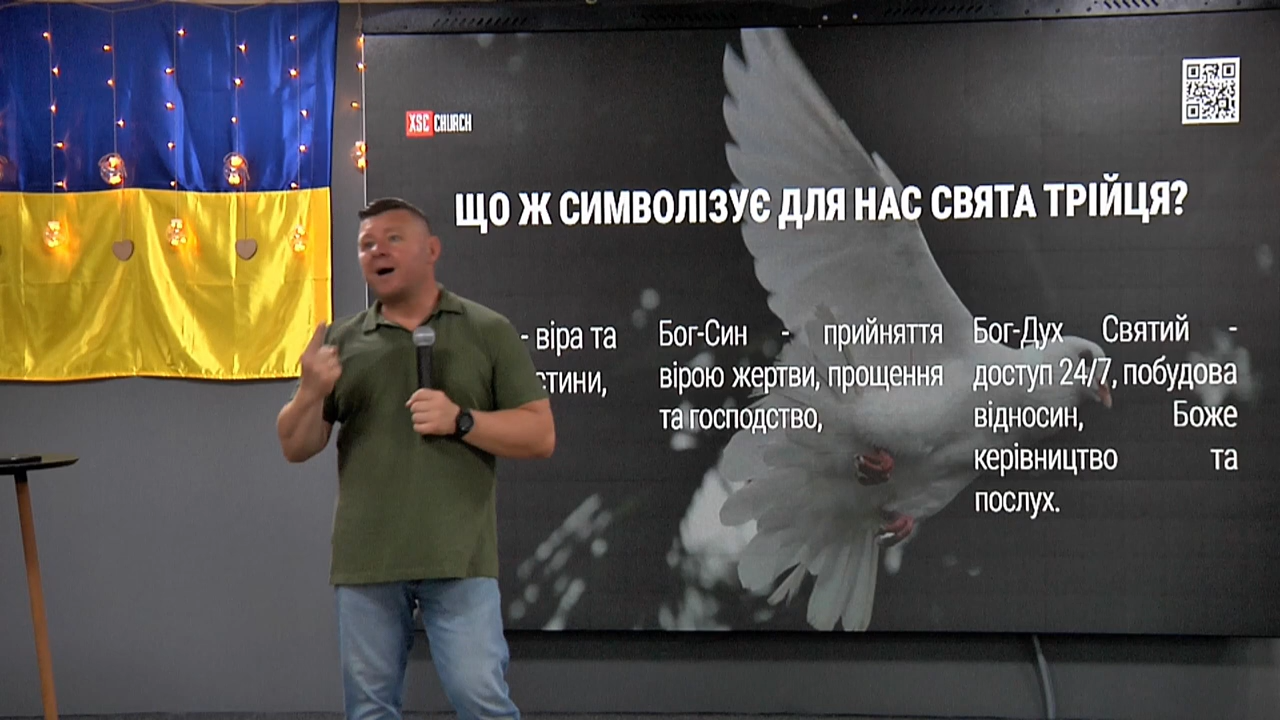 XSC CHURCH
ЩО Ж СИМВОЛІЗУЄ ДЛЯ НАС СВЯТА ТРІЙЦЯ?
- віра та
стини,
Бог-Син - прийняття
вірою жертви, прощення
та господство,
Бог-Дух Святий -
доступ 24/7, побудова
відносин, Боже
керівництво та
послух.